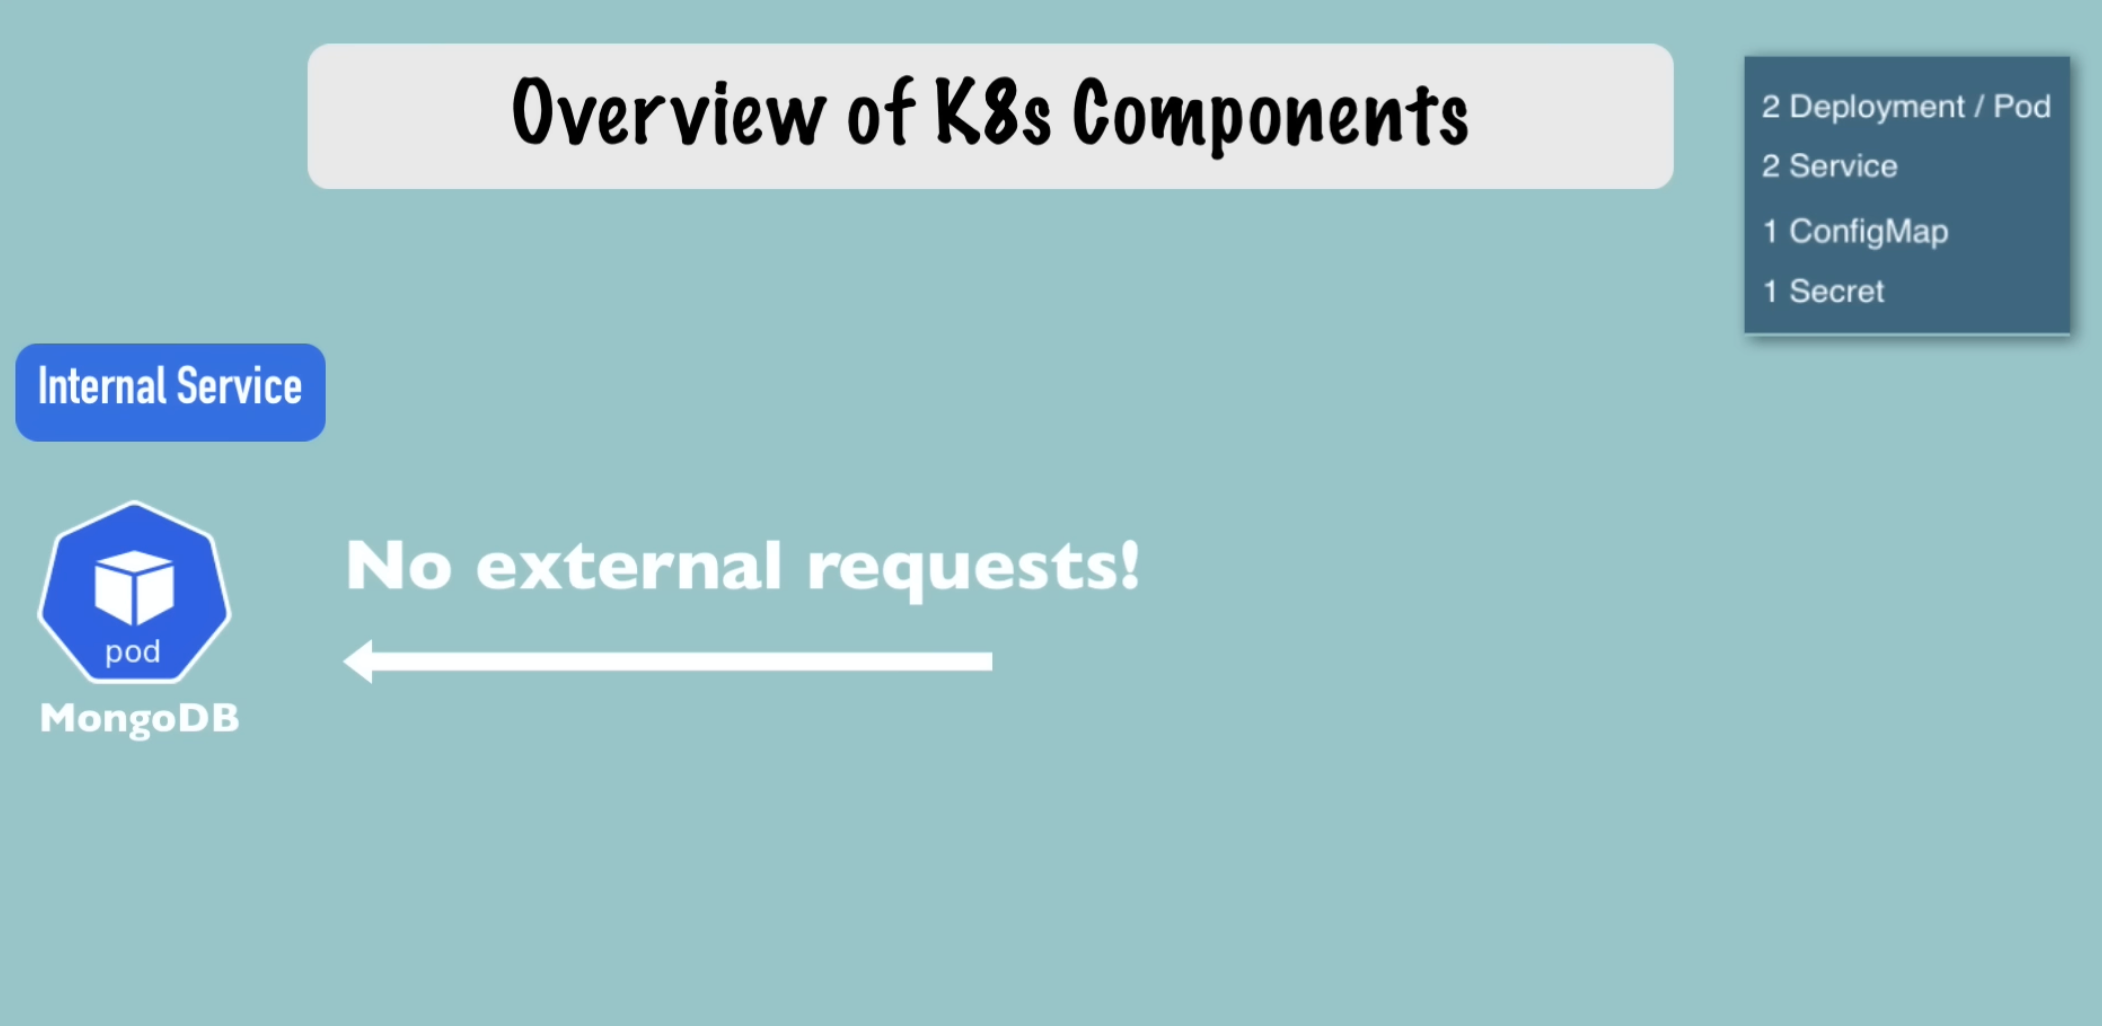 Overview of K8s Components
2 Deployment / Pod
2 Service
1 ConfigMap
1 Secret
Internal Service
No external requests!
pod
MongoDB